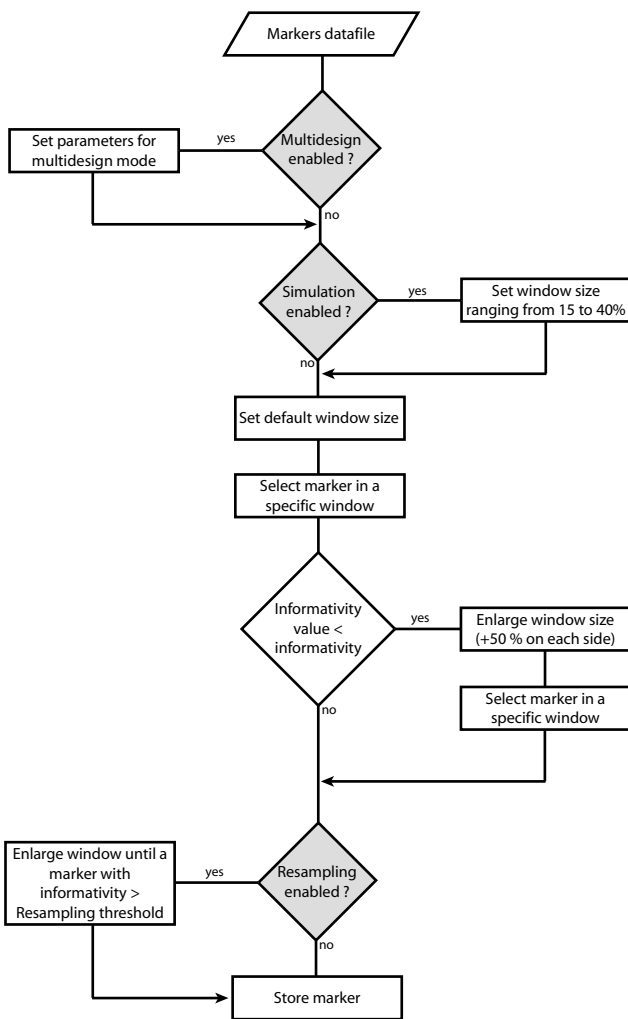 Markers datafile
Multidesign
enabled ?
yes
Set parameters for
multidesign mode
no
Simulation
enabled ?
yes
Set window size
ranging from 15 to 40%
no
Set default window size
Select marker in a
specific window
Informativity
value <
informativity
yes
Enlarge window size
(+50 % on each side)
Select marker in a
specific window
no
Resampling
enabled ?
yes
Enlarge window until a
marker with
informativity >
Resampling threshold
no
Store marker